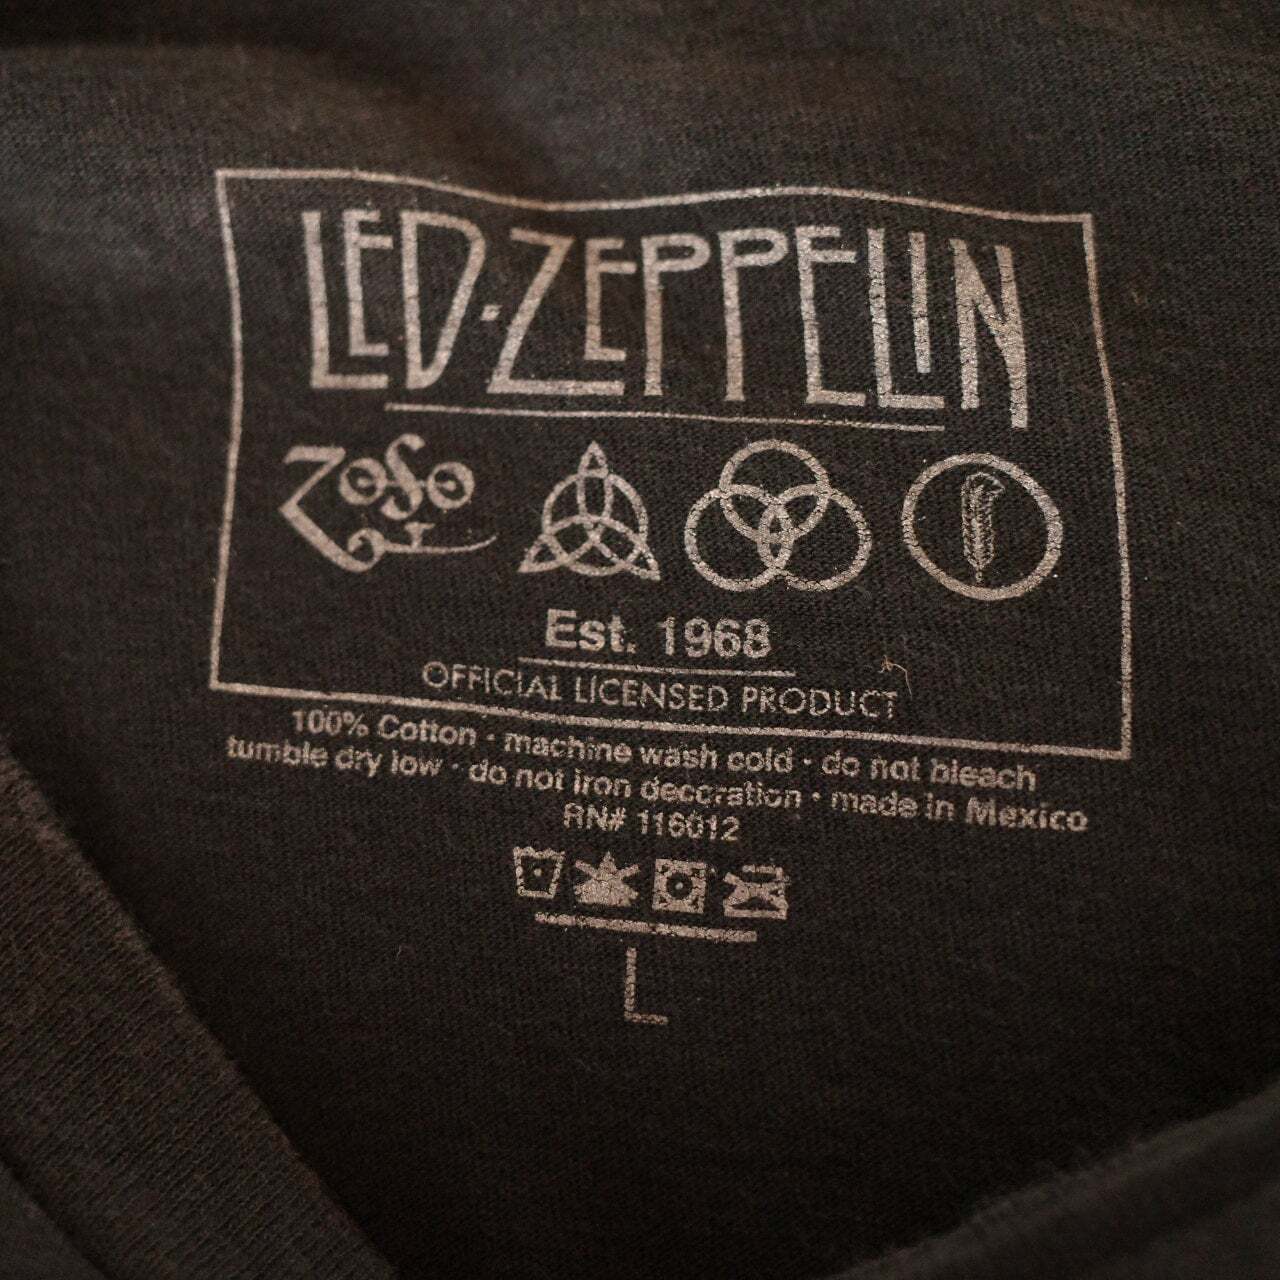 LED·ZEPPELIN
ZOSO
Est. 1968
OFFICIAL LICENSED PRODUCT
100% Cotton · machine wash cold · do not bleach
tumble dry low · do not iron decoration · made in Mexico
RN# 116012
L